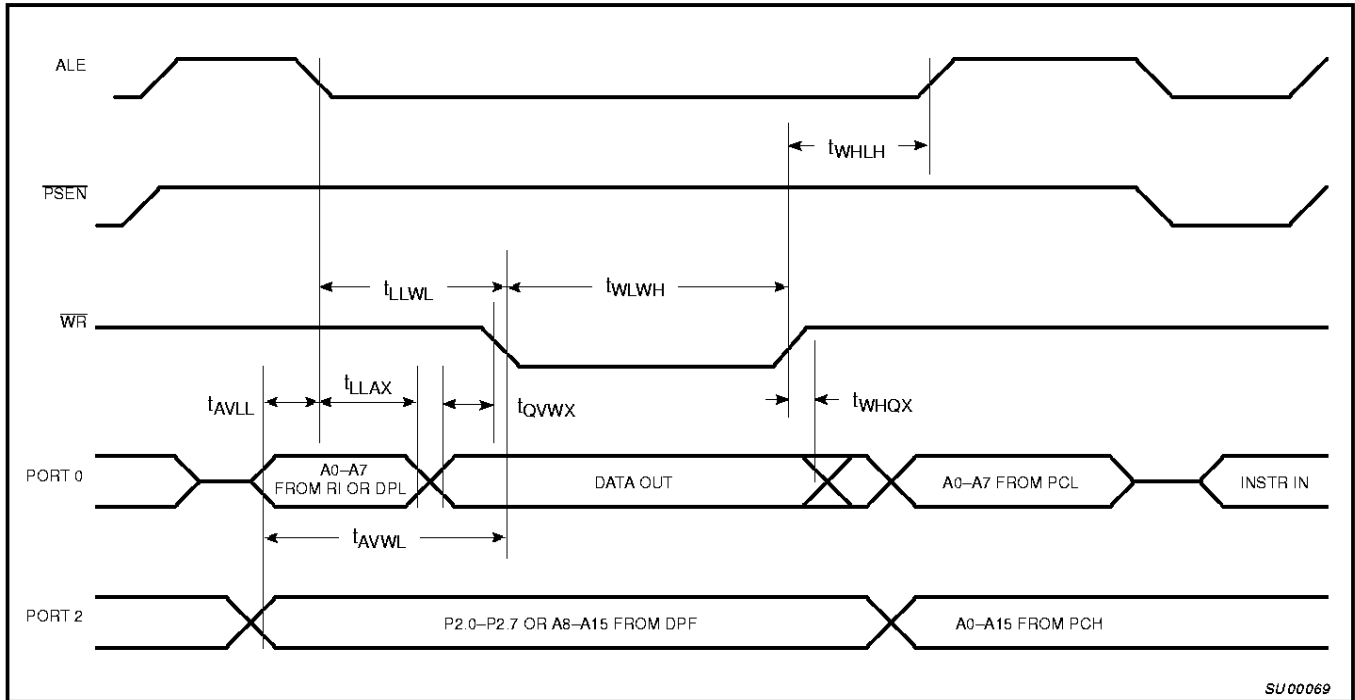 ALE
tWHLH
PSEN
tLLWL
tWLWH
WR
tAVLL
tLLAX
tQVWX
tWHQX
PORT 0
A0–A7
FROM RI OR DPL
DATA OUT
A0–A7 FROM PCL
INSTR IN
tAVWL
PORT 2
P2.0–P2.7 OR A8–A15 FROM DPF
A0–A15 FROM PCH
SU00069